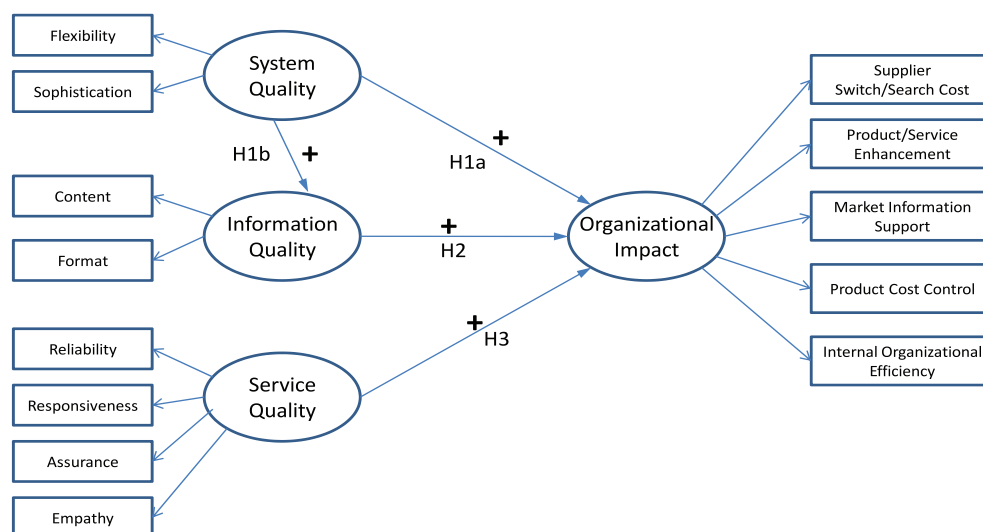 Flexibility
Sophistication
System
Quality
H1b
+
+
H1a
Content
Format
Information
Quality
+
H2
Organizational
Impact
Reliability
Responsiveness
Assurance
Empathy
Service
Quality
+
H3
Supplier
Switch/Search Cost
Product/Service
Enhancement
Market Information
Support
Product Cost Control
Internal Organizational
Efficiency